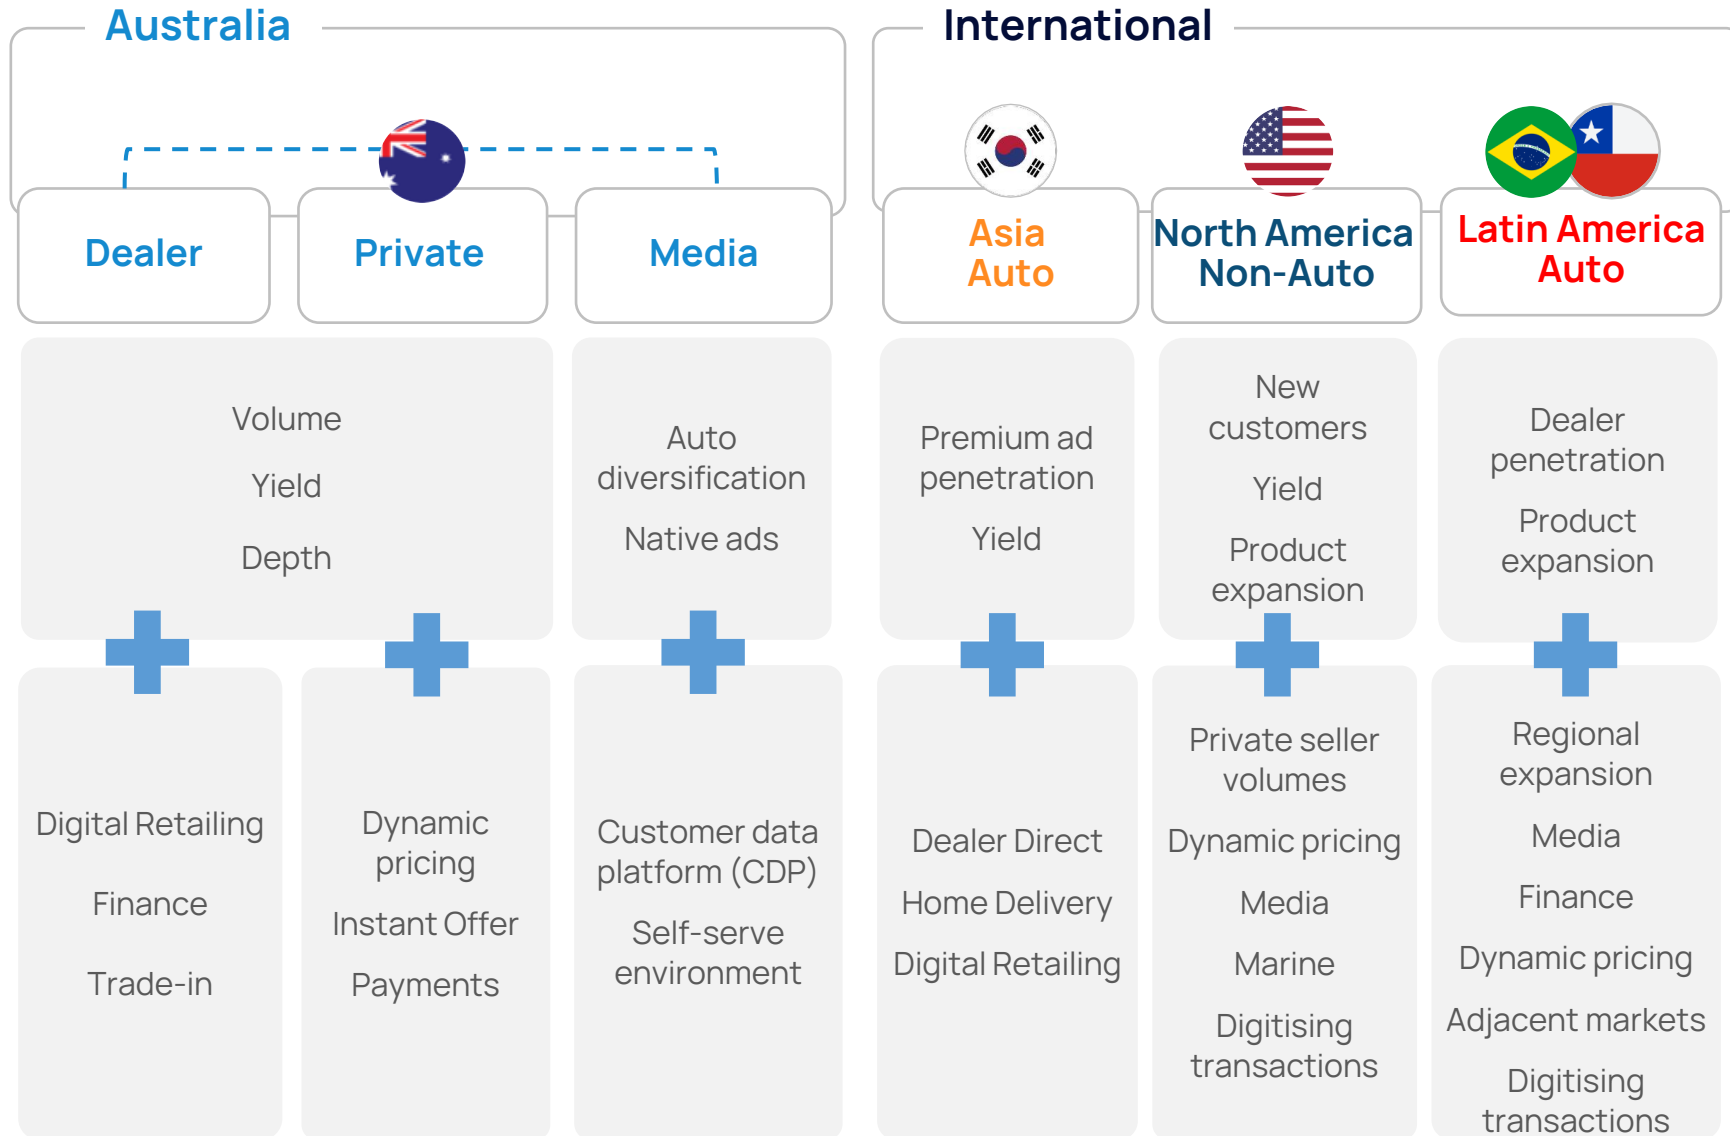 Australia
International
Dealer
Private
Media
Asia
Auto
North America
Non-Auto
Latin America
Auto
Volume
Yield
Depth
Auto
diversification
Native ads
Premium ad
penetration
Yield
New
customers
Yield
Product
expansion
Dealer
penetration
Product
expansion
Digital Retailing
Finance
Trade-in
Dynamic
pricing
Instant Offer
Payments
Customer data
platform (CDP)
Self-serve
environment
Dealer Direct
Home Delivery
Digital Retailing
Private seller
volumes
Dynamic pricing
Media
Marine
Digitising
transactions
Regional
expansion
Media
Finance
Dynamic pricing
Adjacent markets
Digitising
transactions